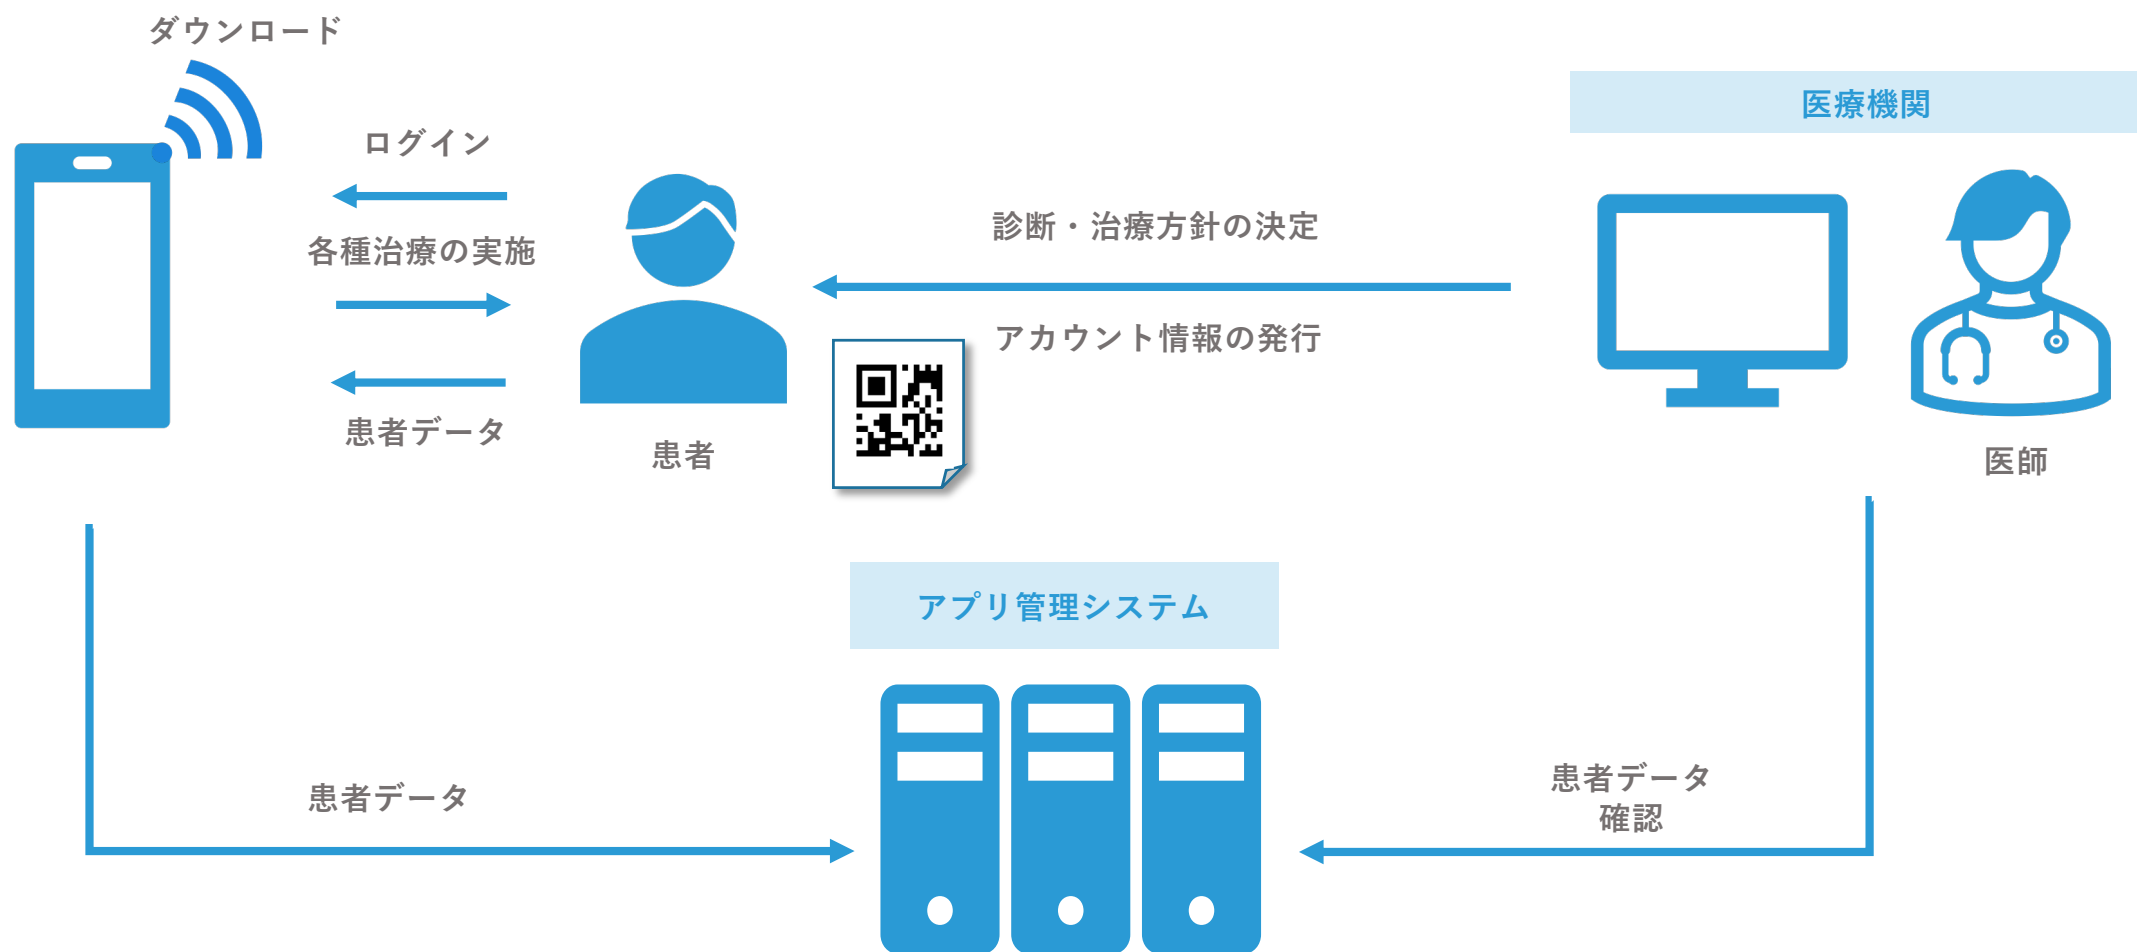 ダウンロード
医療機関
ログイン
各種治療の実施
診断・治療方針の決定
アカウント情報の発行
患者データ
患者
医師
アプリ管理システム
患者データ
患者データ
確認